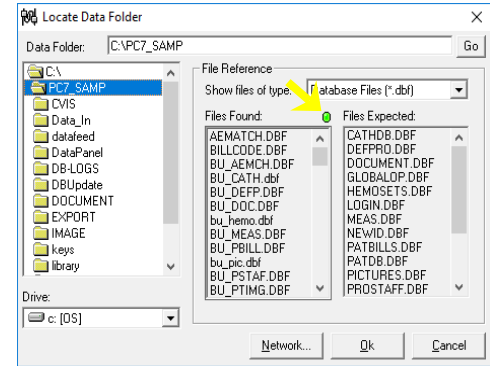 Locate Data Folder
Data Folder: C:\PC7_SAMP Go
C:\
PC7_SAMP
CVIS
Data_In
datafeed
DataPanel
DB-LOGS
DBUpdate
DOCUMENT
EXPORT
IMAGE
keys
library
Drive:
c: [OS]
File Reference
Show files of type: Database Files (*.dbf)
Files Found:
AEMATCH.DBF
BILLCODE.DBF
BU_AEMCH.DBF
BU_CATH.dbf
BU_DEFP.DBF
BU_DOC.DBF
bu_hemo.dbf
BU_MEAS.DBF
BU_PBILL.DBF
bu_pic.dbf
BU_PSTAF.DBF
BU_PTIMG.DBF
Files Expected:
CATHDB.DBF
DEFPRO.DBF
DOCUMENT.DBF
GLOBALOP.DBF
HEMOSETS.DBF
LOGIN.DBF
MEAS.DBF
NEWID.DBF
PATBILLS.DBF
PATDB.DBF
PICTURES.DBF
PROSTAFF.DBF
Network... Ok Cancel